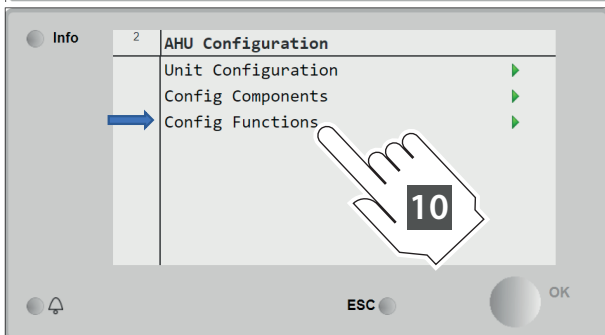 Info
2
AHU Configuration
Unit Configuration
Config Components
Config Functions
10
ESC
OK